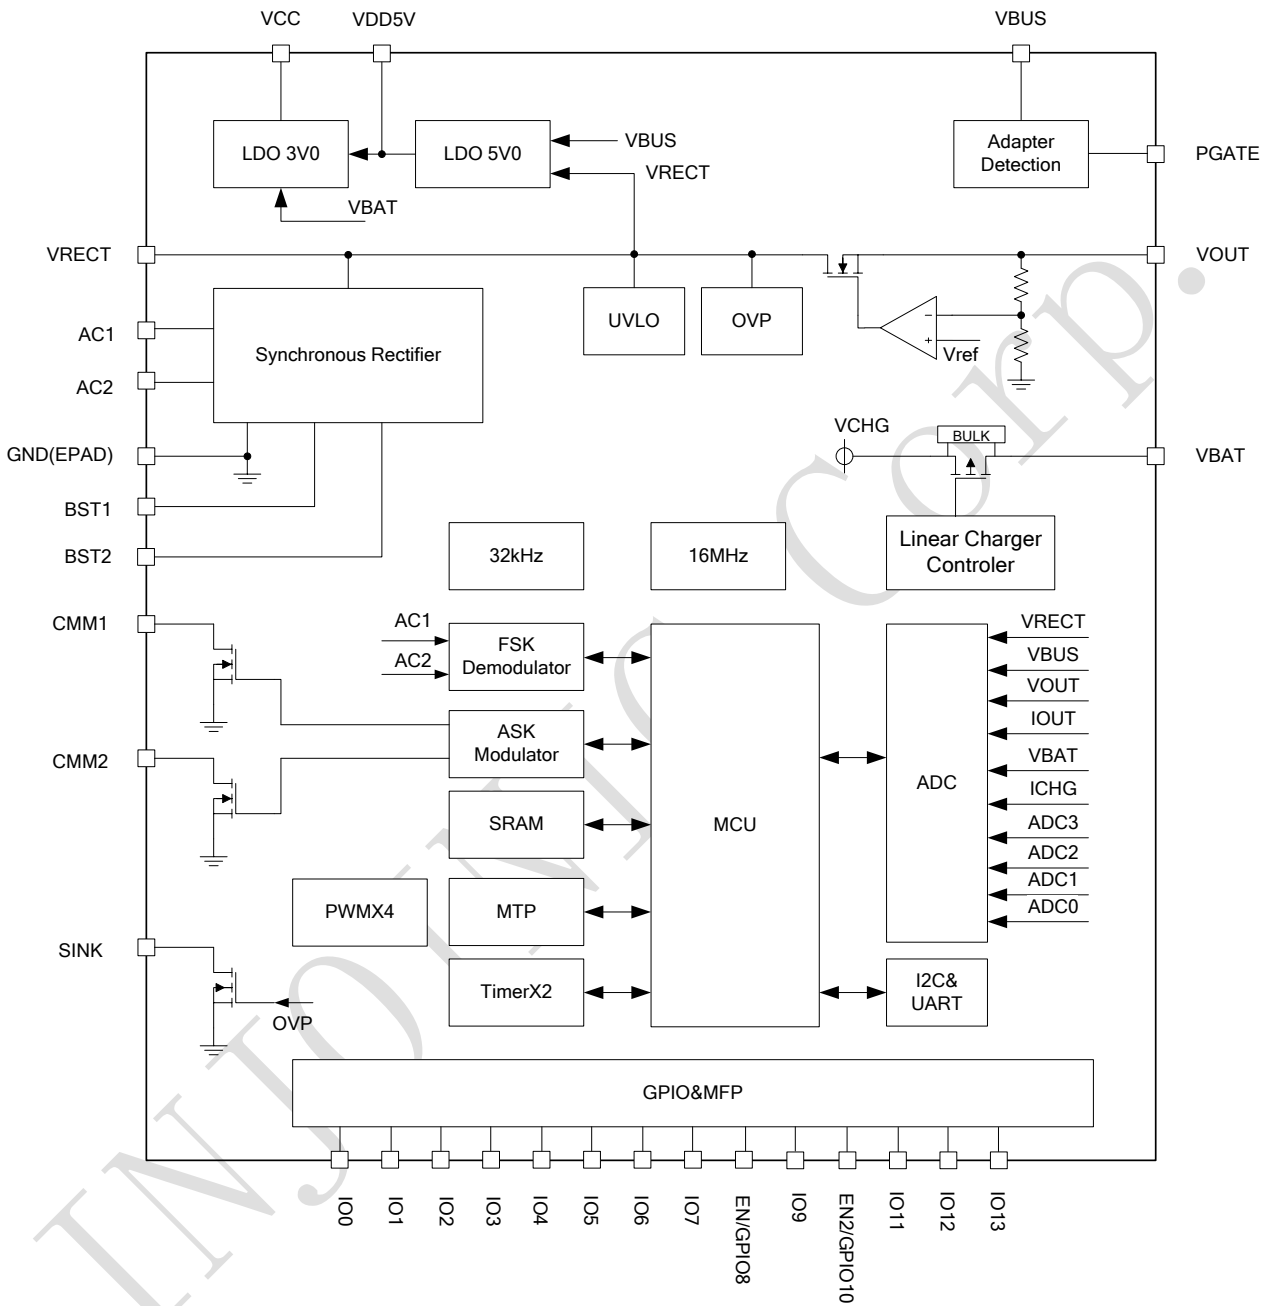 VCC
VDD5V
VBUS
LDO 3V0
LDO 5V0
VBUS
VRECT
VBAT
Adapter
Detection
PGATE
VRECT
VOUT
UVLO
OVP
-
+
Vref
AC1
AC2
Synchronous Rectifier
GND(EPAD)
BST1
BST2
VCHG
BULK
VBAT
32kHz
16MHz
Linear Charger
Controler
CMM1
AC1
AC2
FSK
Demodulator
ASK
Modulator
CMM2
SRAM
MCU
ADC
VRECT
VBUS
VOUT
IOUT
VBAT
ICHG
ADC3
ADC2
ADC1
ADC0
PWMX4
MTP
SINK
OVP
TimerX2
I2C&
UART
GPIO&MFP
IO0
IO1
IO2
IO3
IO4
IO5
IO6
IO7
EN/GPIO8
IO9
EN2/GPIO10
IO11
IO12
IO13
INJOINIC Corp.